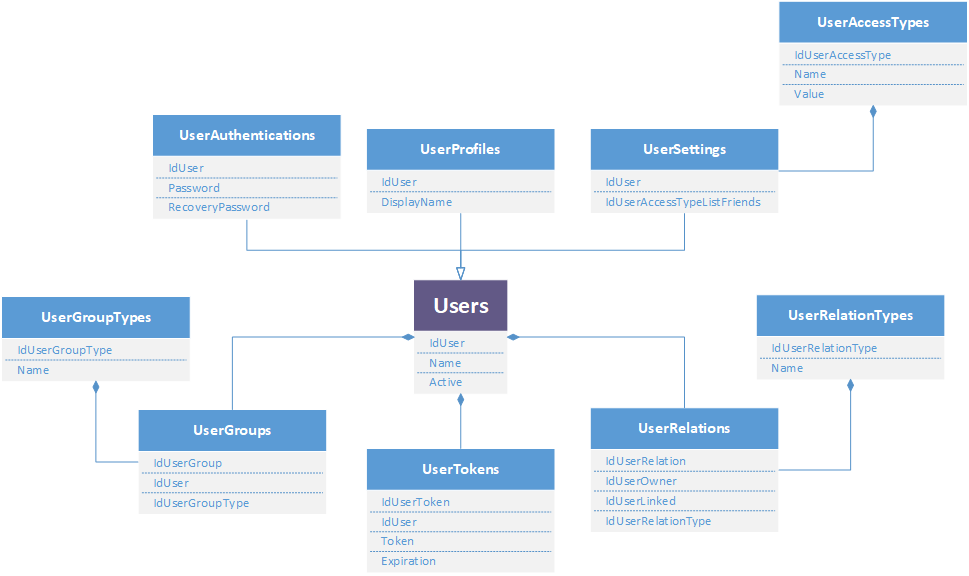 UserAccessTypes
IdUserAccessType
Name
Value
UserAuthentications
IdUser
Password
RecoveryPassword
UserProfiles
IdUser
DisplayName
UserSettings
IdUser
IdUserAccessTypeListFriends
Users
IdUser
Name
Active
UserGroupTypes
IdUserGroupType
Name
UserRelationTypes
IdUserRelationType
Name
UserGroups
IdUserGroup
IdUser
IdUserGroupType
UserTokens
IdUserToken
IdUser
Token
Expiration
UserRelations
IdUserRelation
IdUserOwner
IdUserLinked
IdUserRelationType